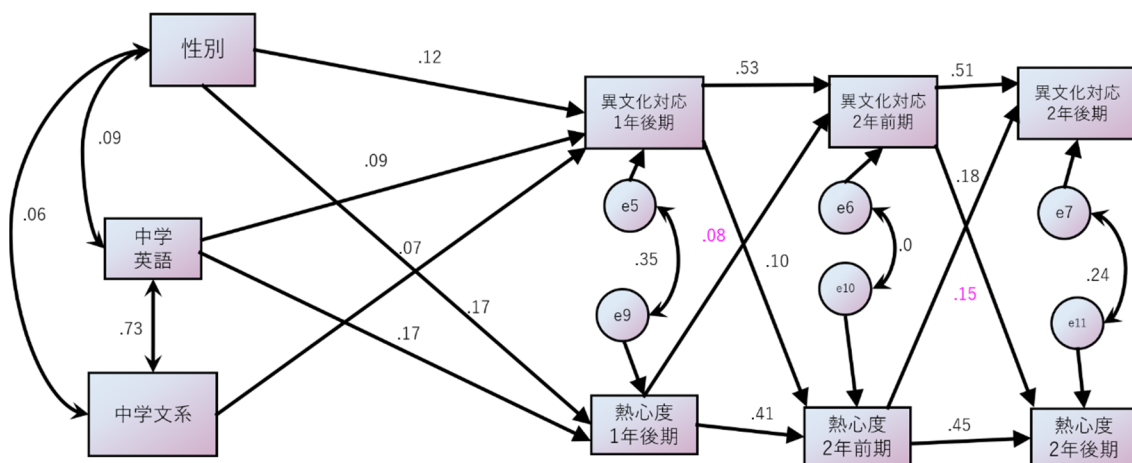 性別
.12
.53
.51
異文化対応
1年後期
異文化対応
2年前期
異文化対応
2年後期
.09
.09
.18
.06
e5
e6
e7
中学
英語
.07
.08
.35
.10
.0
.15
.24
e10
.17
e9
e11
.73
.17
中学文系
熱心度
1年後期
.41
熱心度
2年前期
.45
熱心度
2年後期